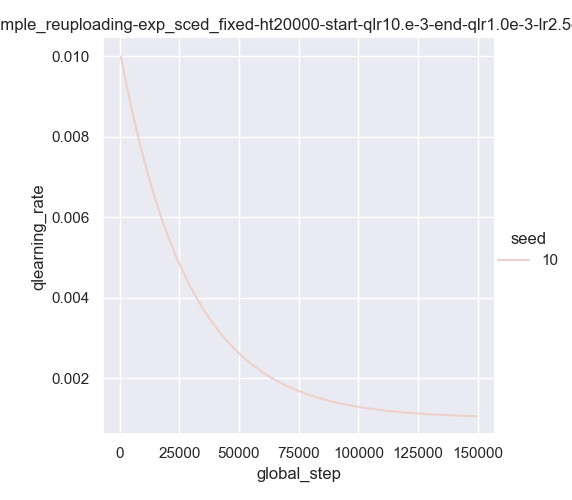 mple_reuploading-exp_sced_fixed-ht20000-start-qlr10.e-3-end-qlr1.0e-3-lr2.5
0.010
0.008
0.006
0.004
0.002
qlearning_rate
0 25000 50000 75000 100000 125000 150000
global_step
seed
10